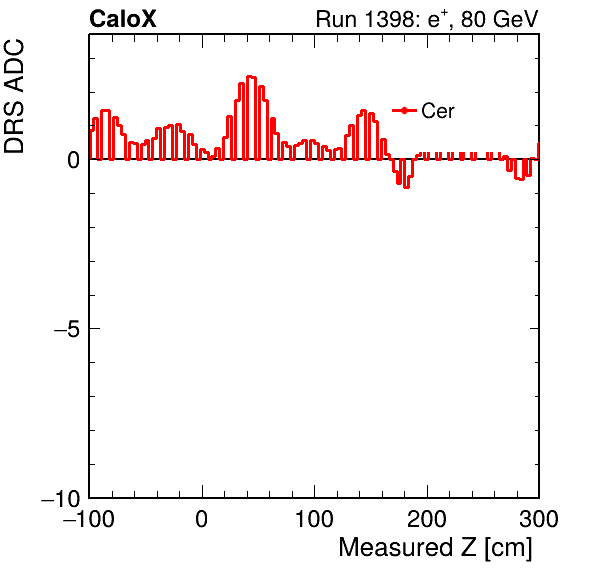 CaloX Run 1398: e⁺, 80 GeV
DRS ADC
Cer
0
−5
−10
−100 0 100 200 300
Measured Z [cm]